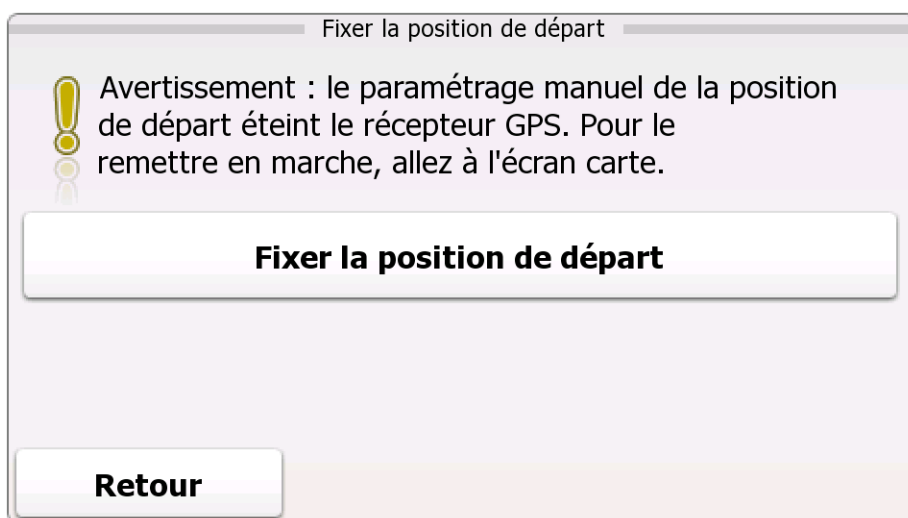 Fixer la position de départ
Avertissement : le paramétrage manuel de la position
de départ éteint le récepteur GPS. Pour le
remettre en marche, allez à l'écran carte.
Fixer la position de départ
Retour